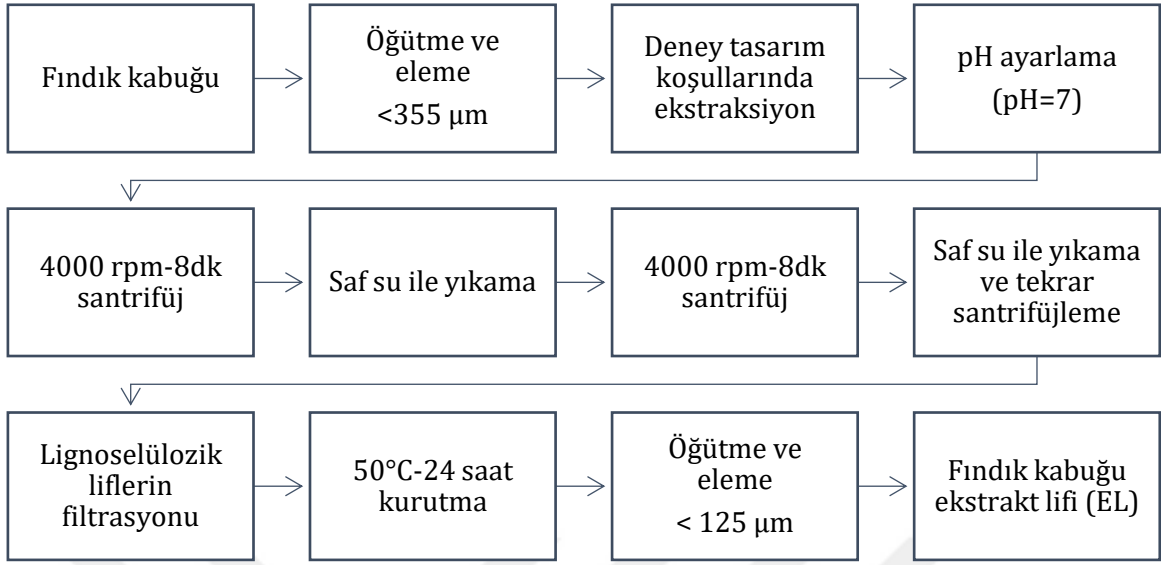 Fındık kabuğu
Öğütme ve
eleme
<355 μm
Deney tasarım
koşullarında
ekstraksiyon
pH ayarlama
(pH=7)
4000 rpm-8dk
santrifüj
Saf su ile yıkama
4000 rpm-8dk
santrifüj
Saf su ile yıkama
ve tekrar
santrifüjleme
Lignoselülozik
liflerin
filtrasyonu
50°C-24 saat
kurutma
Öğütme ve
eleme
< 125 μm
Fındık kabuğu
ekstrakt lifi (EL)